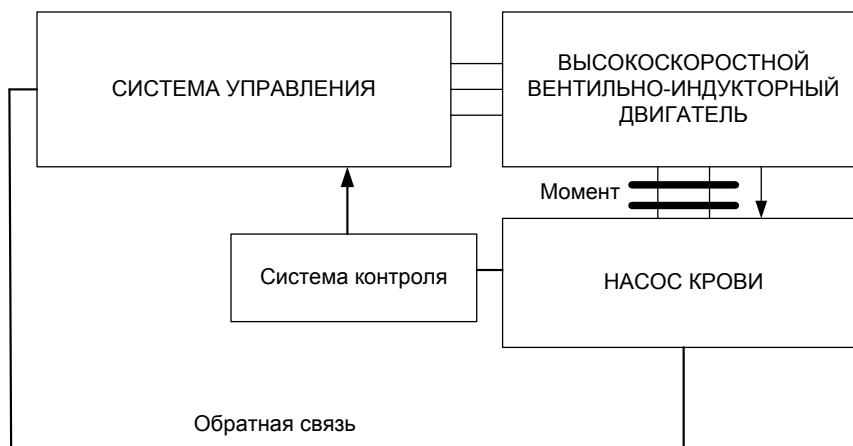 СИСТЕМА УПРАВЛЕНИЯ
ВЫСОКОСКОРОСТНОЙ
ВЕНТИЛЬНО-ИНДУКТОРНЫЙ
ДВИГАТЕЛЬ
Момент
Система контроля
НАСОС КРОВИ
Обратная связь